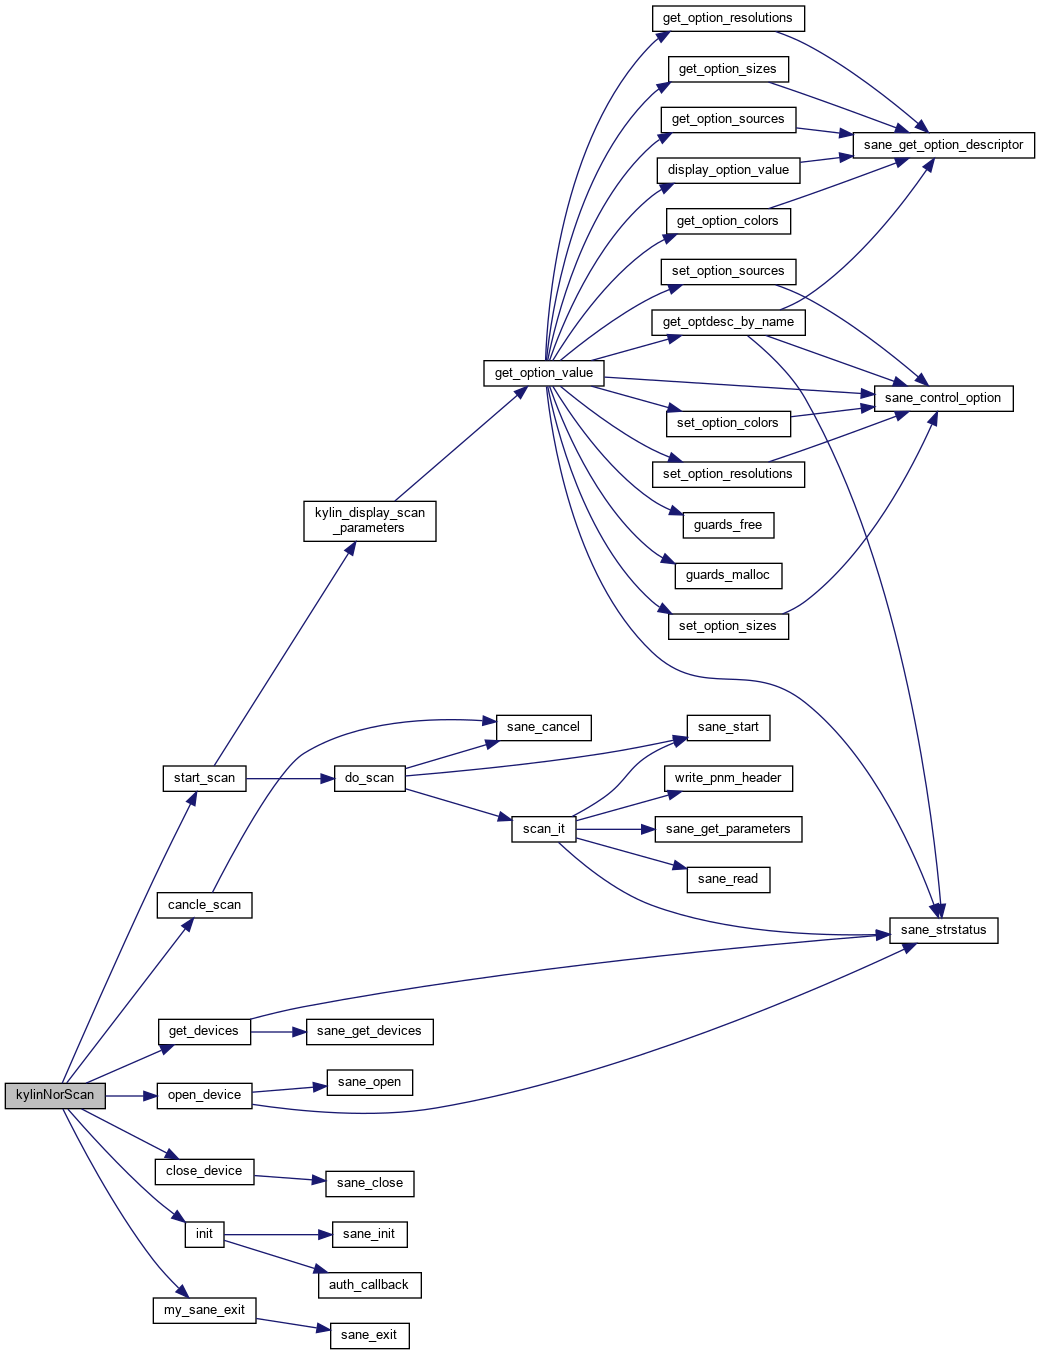 get_option_resolutions
get_option_sizes
get_option_sources
sane_get_option_descriptor
display_option_value
get_option_colors
set_option_sources
get_optdesc_by_name
get_option_value
sane_control_option
set_option_colors
set_option_resolutions
kylin_display_scan
_parameters
guards_free
guards_malloc
set_option_sizes
sane_cancel
sane_start
start_scan
do_scan
write_pnm_header
scan_it
sane_get_parameters
sane_read
cancle_scan
sane_strstatus
get_devices
sane_get_devices
sane_open
kylinNorScan
open_device
close_device
sane_close
init
sane_init
auth_callback
my_sane_exit
sane_exit